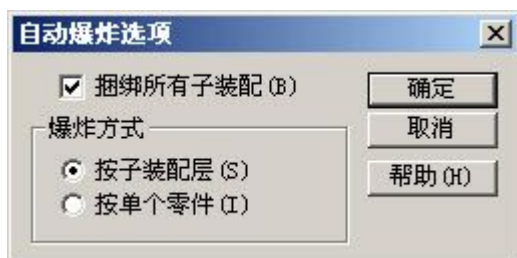 自动爆炸选项
捆绑所有子装配(B)
确定
爆炸方式
取消
按子装配层(S)
帮助(H)
按单个零件(I)